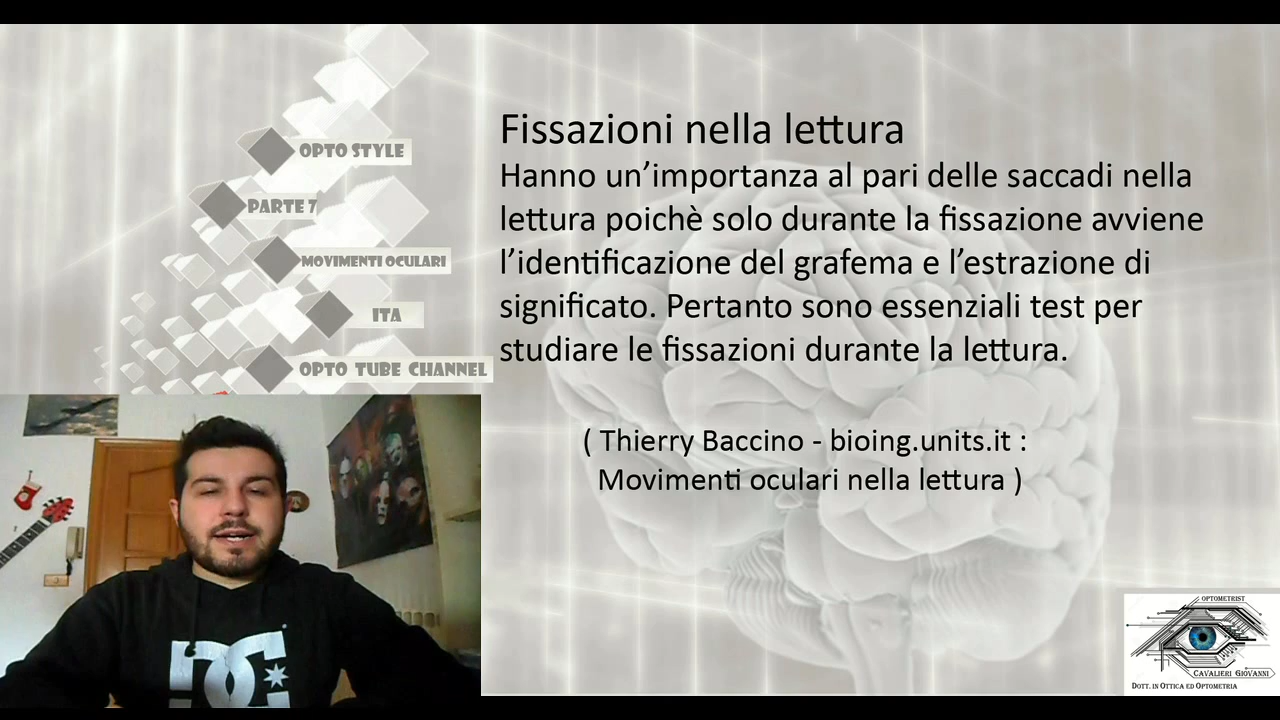 OPTO STYLE
PARTE 7
MOVIMENTI OCULARI
ITA
OPTO TUBE CHANNEL
Fissazioni nella lettura
Hanno un’importanza al pari delle saccadi nella
lettura poichè solo durante la fissazione avviene
l’identificazione del grafema e l’estrazione di
significato. Pertanto sono essenziali test per
studiare le fissazioni durante la lettura.
( Thierry Baccino - bioing.units.it :
Movimenti oculari nella lettura )
DC
OPTOMETRIST
CAVALIERI GIOVANNI
DOTT. IN OTTICA ED OPTOMETRIA